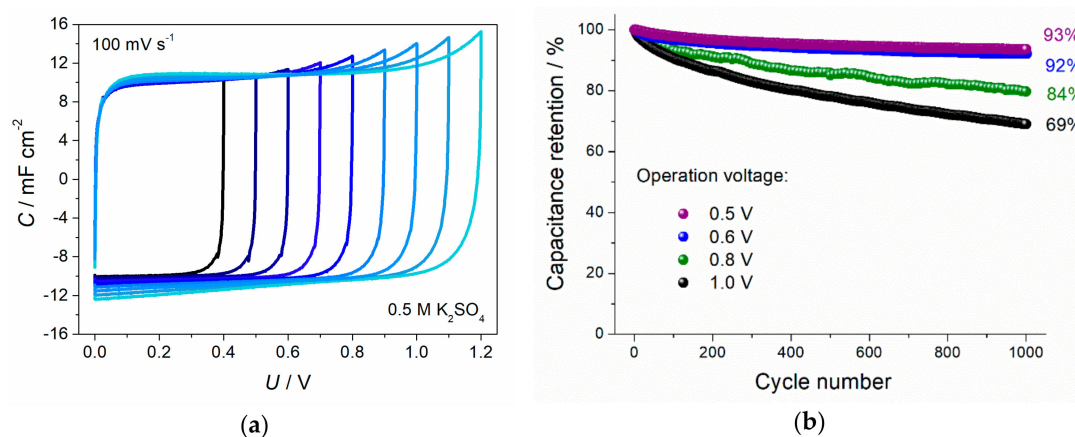 16
12
8
4
0
-4
-8
-12
-16
C / mF cm⁻²
100 mV s⁻¹
0.5 M K₂SO₄
0.0 0.2 0.4 0.6 0.8 1.0 1.2
U / V
(a)
100
80
60
40
20
0
Capacitance retention / %
93%
92%
84%
69%
Operation voltage:
0.5 V
0.6 V
0.8 V
1.0 V
0 200 400 600 800 1000
Cycle number
(b)